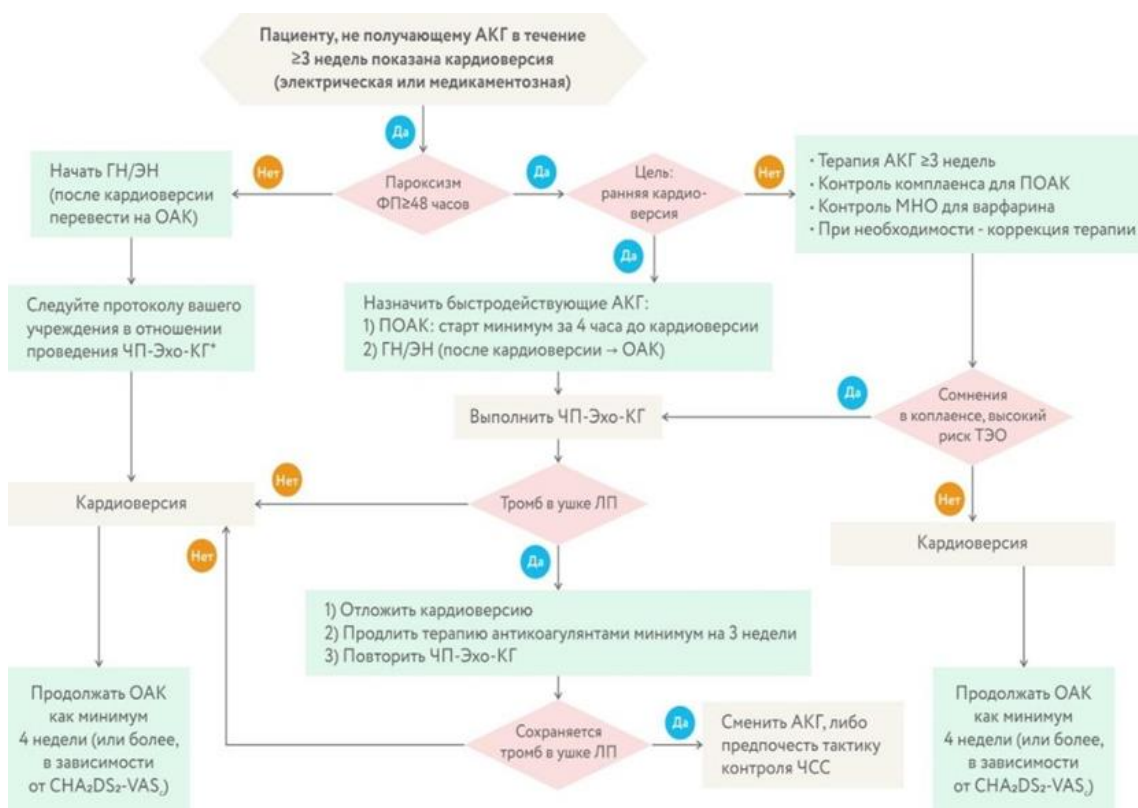 Пациенту, не получающему АКГ в течение
≥3 недель показана кардиоверсия
(электрическая или медикаментозная)
Да
Начать ГН/ЭН
(после кардиоверсии
перевести на ОАК)
Нет
Пароксизм
ФП≥48 часов
Да
Цель:
ранняя кардио-
версия
Нет
• Терапия АКГ ≥3 недель
• Контроль комплаенса для ПОАК
• Контроль МНО для варфарина
• При необходимости - коррекция терапии
Да
Следуйте протоколу вашего
учреждения в отношении
проведения ЧП-Эхо-КГ*
Назначить быстродействующие АКГ:
1) ПОАК: старт минимум за 4 часа до кардиоверсии
2) ГН/ЭН (после кардиоверсии → ОАК)
Выполнить ЧП-Эхо-КГ
Да
Сомнения
в коплаенсе, высокий
риск ТЭО
Кардиоверсия
Нет
Тромб в ушке ЛП
Нет
Кардиоверсия
Нет
Да
1) Отложить кардиоверсию
2) Продлить терапию антикоагулянтами минимум на 3 недели
3) Повторить ЧП-Эхо-КГ
Продолжать ОАК
как минимум
4 недели (или более,
в зависимости
от CHA₂DS₂-VASc)
Сохраняется
тромб в ушке ЛП
Да
Сменить АКГ, либо
предпочесть тактику
контроля ЧСС
Продолжать ОАК
как минимум
4 недели (или более,
в зависимости
от CHA₂DS₂-VASc)